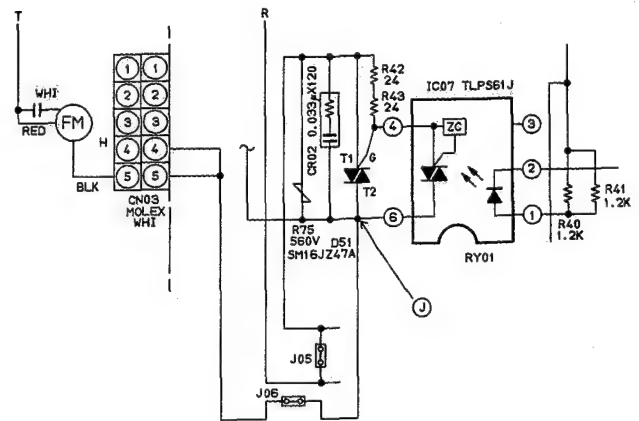 T
R
WHI
FM
RED
BLK
H
1 1
2 2
3 3
4 4
5 5
CN03
MOLEX
WHI
CR02 0.033μX120
R42
24
R43
24
T1
G
T2
R75
560V
D51
SM16JZ47A
IC07 TLP561J
ZC
4
3
2
6
1
RY01
R41
1.2K
R40
1.2K
J
J05
J06